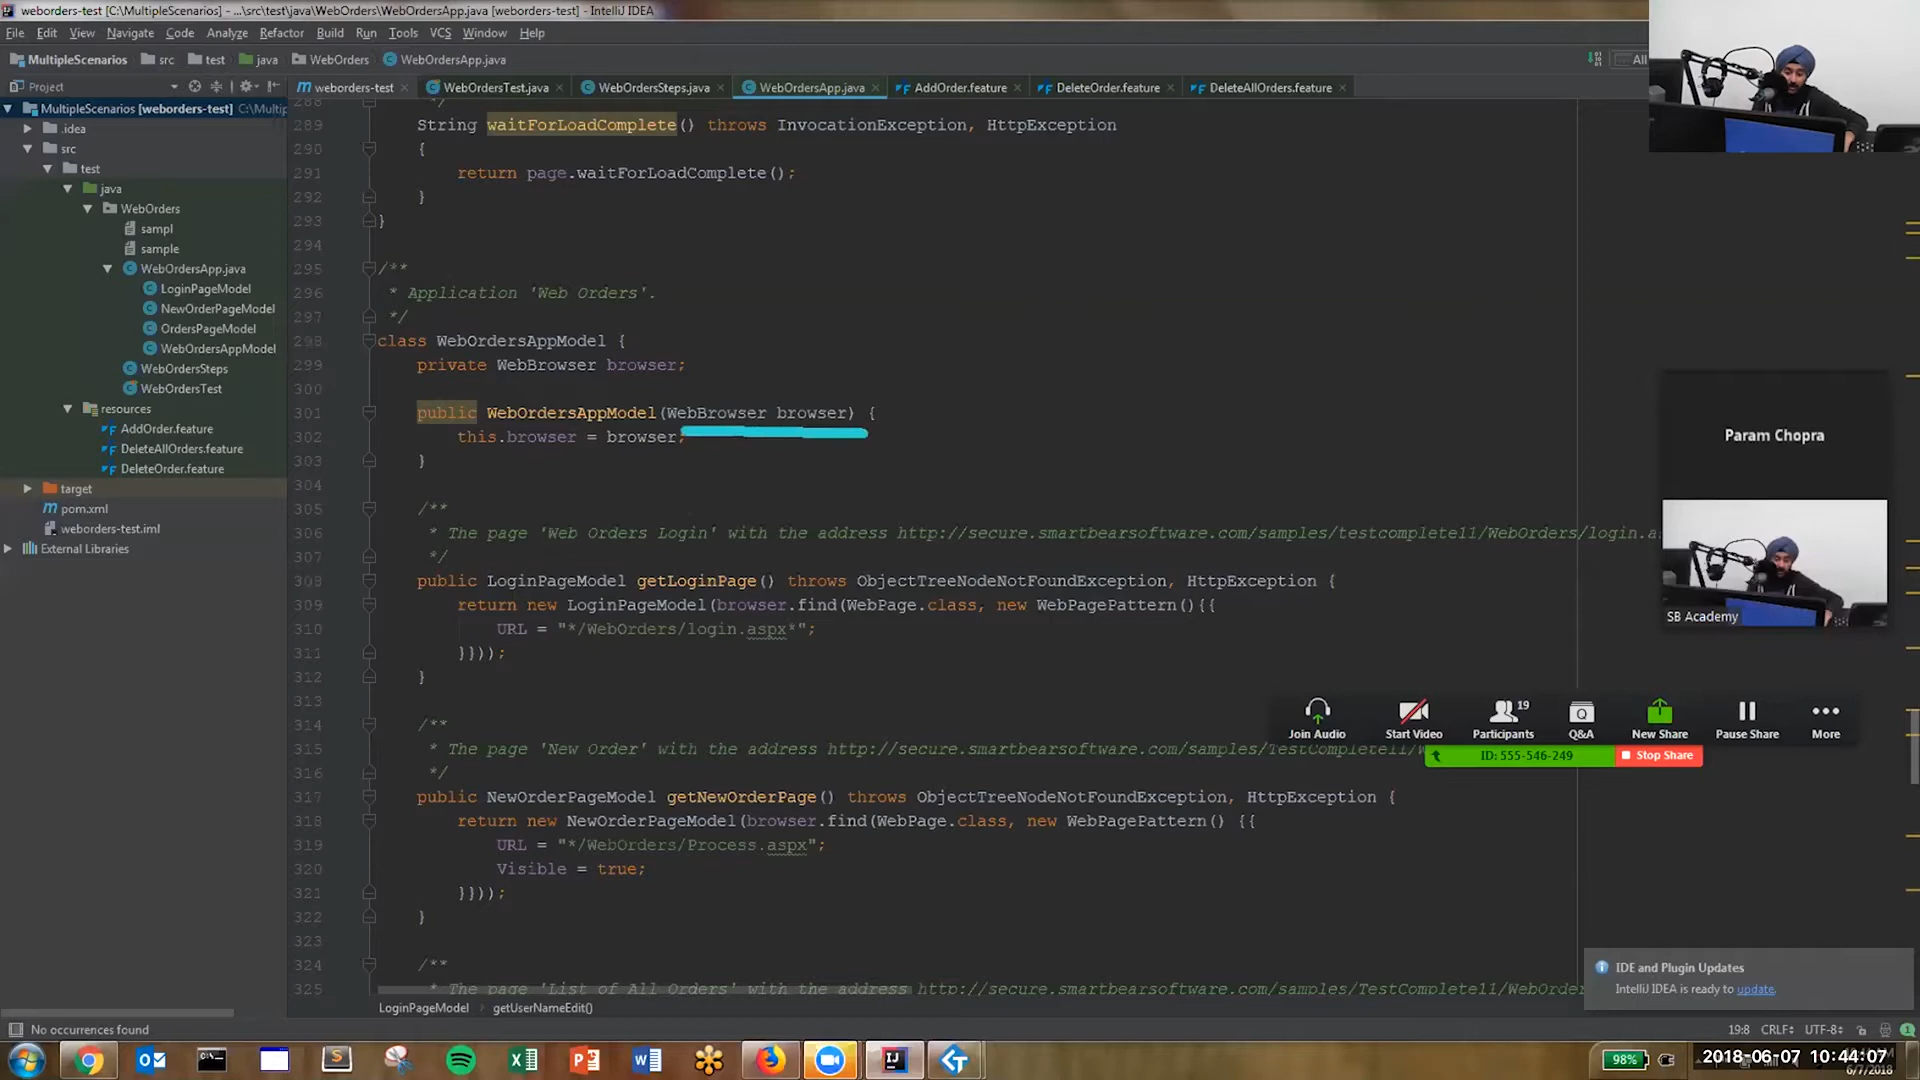 weborders-test [C:\MultipleScenarios] - ...\src\test\java\WebOrders\WebOrdersApp.java [weborders-test] - IntelliJ IDEA
File Edit View Navigate Code Analyze Refactor Build Run Tools VCS Window Help
MultipleScenarios src test java WebOrders WebOrdersApp.java All
Project
weborders-test WebOrdersTest.java WebOrdersSteps.java WebOrdersApp.java AddOrder.feature DeleteOrder.feature DeleteAllOrders.feature
MultipleScenarios [weborders-test] C:\Multip
.idea
src
test
java
WebOrders
sampl
sample
WebOrdersApp.java
LoginPageModel
NewOrderPageModel
OrdersPageModel
WebOrdersAppModel
WebOrdersSteps
WebOrdersTest
resources
AddOrder.feature
DeleteAllOrders.feature
DeleteOrder.feature
target
pom.xml
weborders-test.iml
External Libraries
288 */
289 String waitForLoadComplete() throws InvocationException, HttpException
290 {
291 return page.waitForLoadComplete();
292 }
293 }
294
295 /**
296 * Application 'Web Orders'.
297 */
298 class WebOrdersAppModel {
299 private WebBrowser browser;
300
301 public WebOrdersAppModel(WebBrowser browser) {
302 this.browser = browser;
303 }
304
305 /**
306 * The page 'Web Orders Login' with the address http://secure.smartbearsoftware.com/samples/testcomplete11/WebOrders/login.a
307 */
308 public LoginPageModel getLoginPage() throws ObjectTreeNodeNotFoundException, HttpException {
309 return new LoginPageModel(browser.find(WebPage.class, new WebPagePattern(){{
310 URL = "*/WebOrders/login.aspx*";
311 }}));
312 }
313
314 /**
315 * The page 'New Order' with the address http://secure.smartbearsoftware.com/samples/TestComplete11/W
316 */
317 public NewOrderPageModel getNewOrderPage() throws ObjectTreeNodeNotFoundException, HttpException {
318 return new NewOrderPageModel(browser.find(WebPage.class, new WebPagePattern() {{
319 URL = "*/WebOrders/Process.aspx";
320 Visible = true;
321 }}));
322 }
323
324 /**
325 * The page 'List of All Orders' with the address http://secure.smartbearsoftware.com/samples/TestComplete11/WebOrder
LoginPageModel getUserNameEdit()
Param Chopra
SB Academy
19
Join Audio Start Video Participants Q&A New Share Pause Share More
ID: 555-546-249 Stop Share
IDE and Plugin Updates
IntelliJ IDEA is ready to update.
No occurrences found
19:8 CRLF UTF-8
98%
2018-06-07 10:44:07
6/7/2018